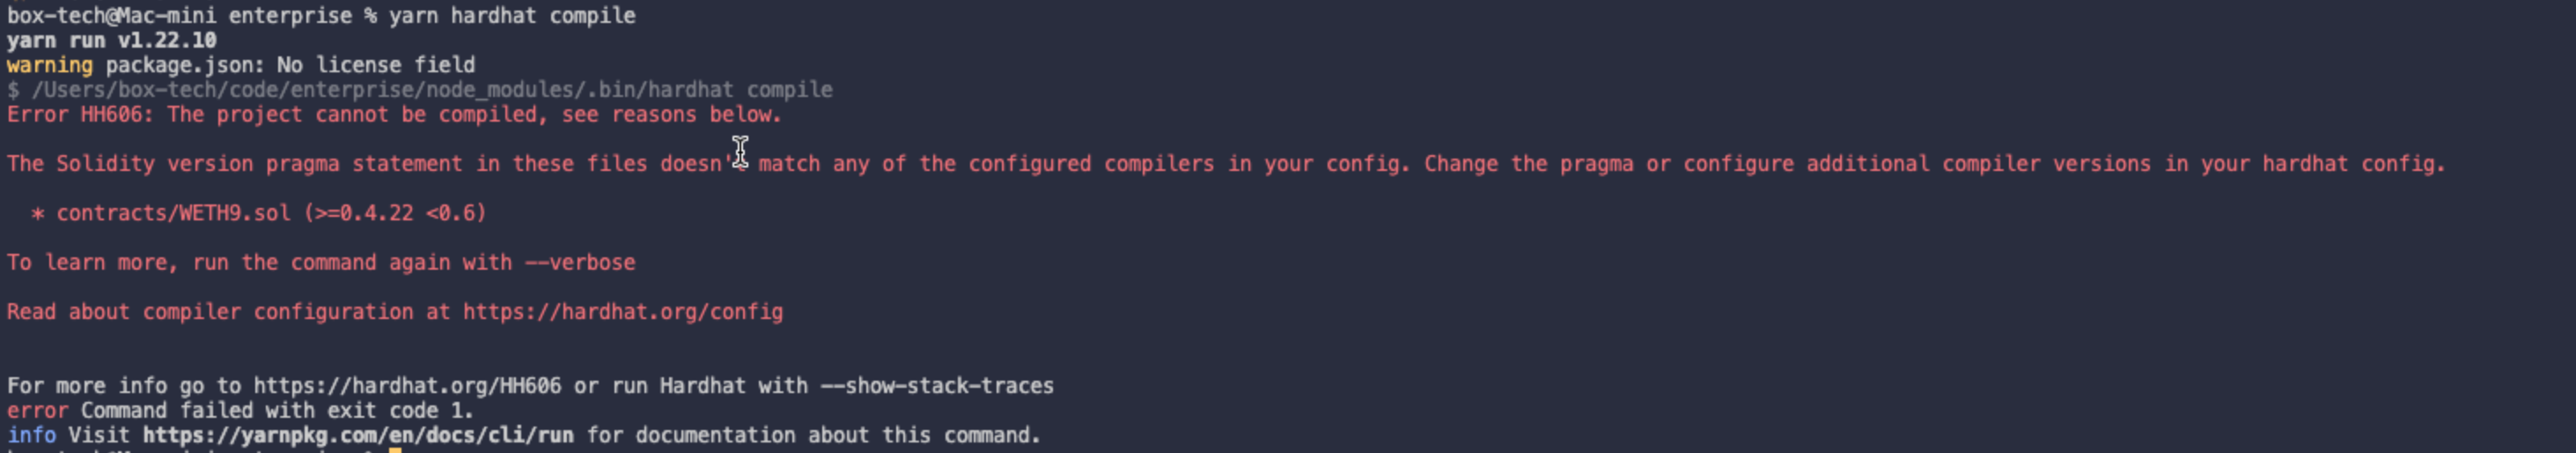 box-tech@Mac-mini enterprise % yarn hardhat compile
yarn run v1.22.10
warning package.json: No license field
$ /Users/box-tech/code/enterprise/node_modules/.bin/hardhat compile
Error HH606: The project cannot be compiled, see reasons below.
The Solidity version pragma statement in these files doesn't match any of the configured compilers in your config. Change the pragma or configure additional compiler versions in your hardhat config.
* contracts/WETH9.sol (>=0.4.22 <0.6)
To learn more, run the command again with --verbose
Read about compiler configuration at https://hardhat.org/config
For more info go to https://hardhat.org/HH606 or run Hardhat with --show-stack-traces
error Command failed with exit code 1.
info Visit https://yarnpkg.com/en/docs/cli/run for documentation about this command.